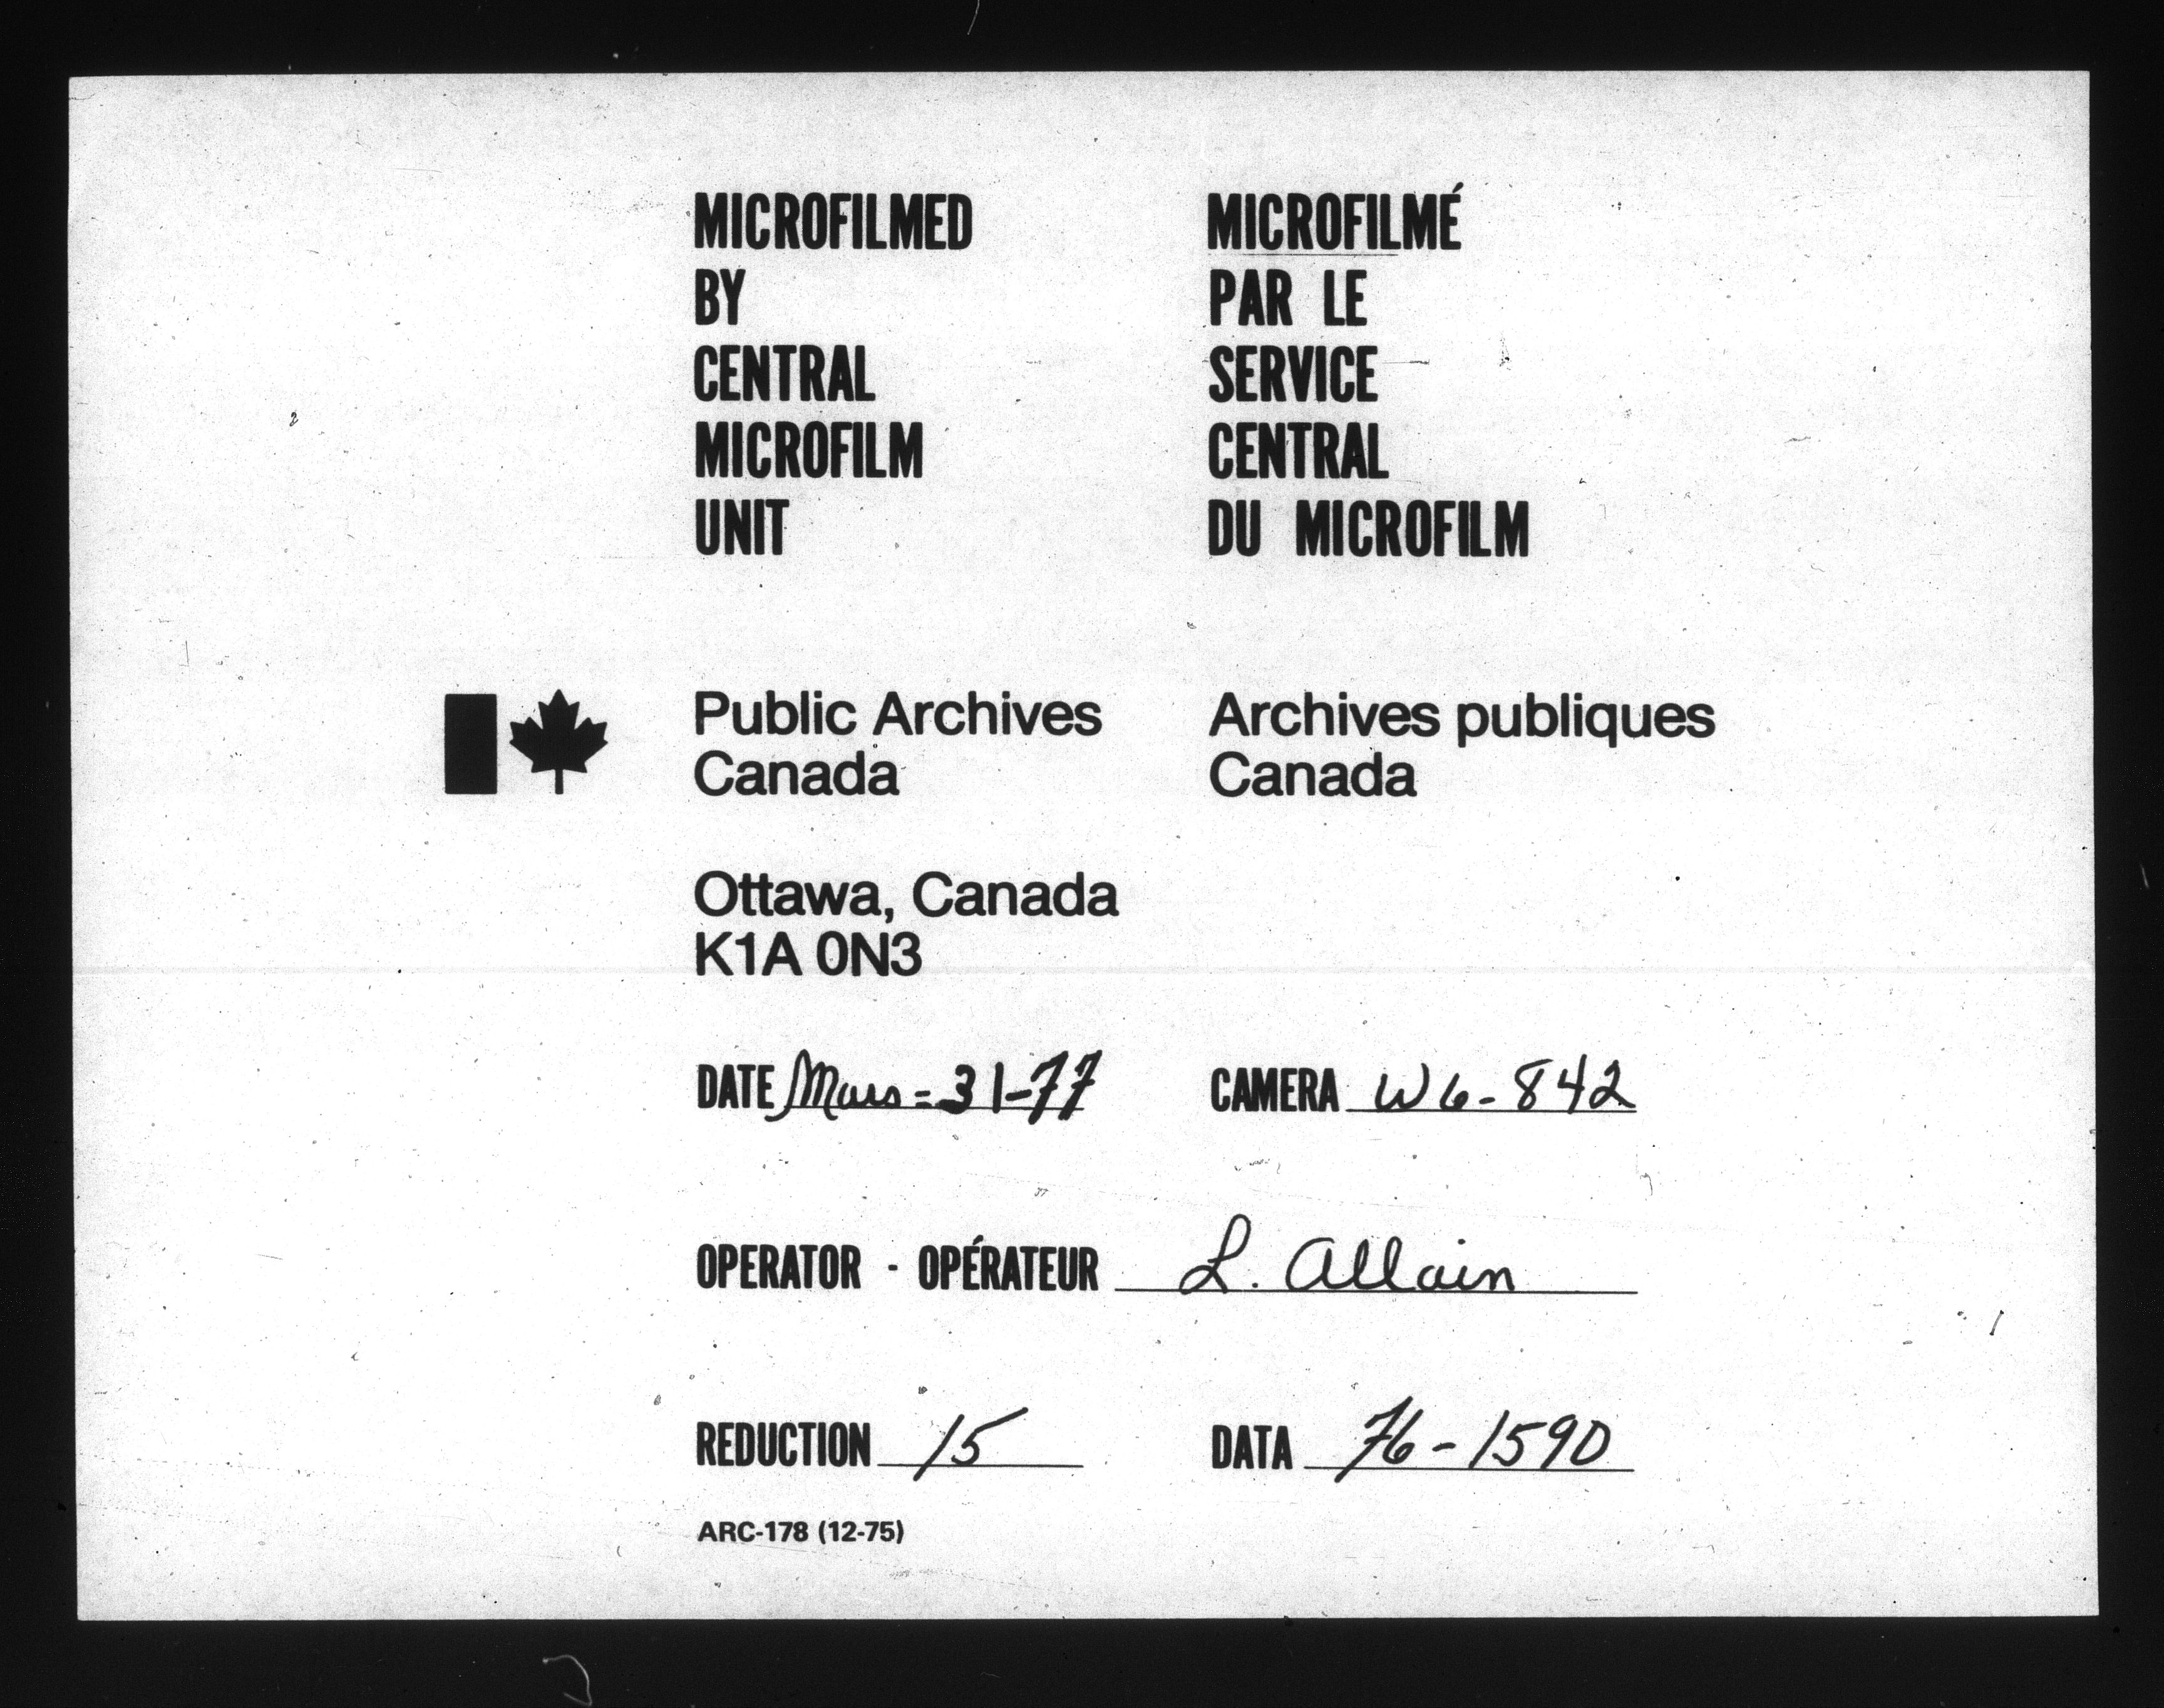 MICROFILMED
BY
CENTRAL
MICROFILM
UNIT
MICROFILMÉ
PAR LE
SERVICE
CENTRAL
DU MICROFILM
Public Archives
Canada
Archives publiques
Canada
Ottawa, Canada
K1A 0N3
DATE Mars=31-77
CAMERA W6-842
OPERATOR - OPÉRATEUR L. Allain
REDUCTION 15
DATA 76-1590
ARC-178 (12-75)